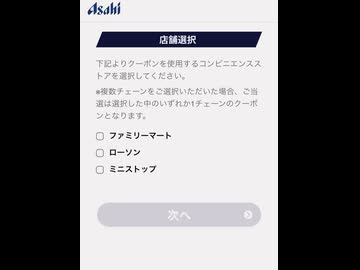 Asahi
店舗選択
下記よりクーポンを使用するコンビニエンスス
トアを選択してください。
※複数チェーンをご選択いただいた場合、ご当
選は選択した中のいずれか1チェーンのクーポ
ンとなります。
ファミリーマート
ローソン
ミニストップ
次へ